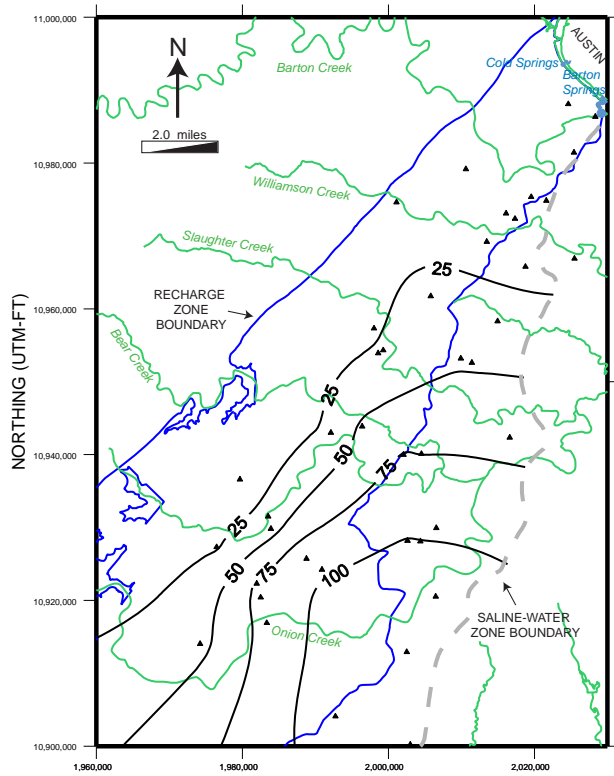 11,000,000
AUSTIN
N
Cold Springs
Barton Creek
Barton
Springs
2.0 miles
10,980,000
Williamson Creek
Slaughter Creek
25
RECHARGE
ZONE
BOUNDARY
10,960,000
Bear Creek
25
NORTHING (UTM-FT)
50
75
10,940,000
25
50
75
100
10,920,000
SALINE-WATER
ZONE BOUNDARY
Onion Creek
10,900,000
1,960,000
1,980,000
2,000,000
2,020,000